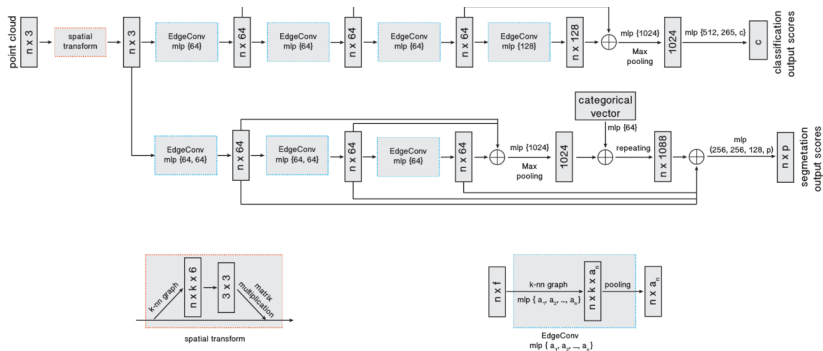 point cloud
n x 3
spatial
transform
n x 3
EdgeConv
mlp {64}
n x 64
EdgeConv
mlp {64}
n x 64
EdgeConv
mlp {64}
n x 64
EdgeConv
mlp {128}
n x 128
mlp {1024}
Max
pooling
1024
mlp {512, 265, c}
c
classification
output scores
EdgeConv
mlp {64, 64}
n x 64
EdgeConv
mlp {64, 64}
n x 64
EdgeConv
mlp {64}
n x 64
mlp {1024}
Max
pooling
1024
categorical
vector
mlp {64}
repeating
n x 1088
mlp
{256, 256, 128, p}
n x p
segmetation
output scores
k-nn graph
n x k x 6
3 x 3
matrix
multiplication
spatial transform
n x f
k-nn graph
mlp { a₁, a₂, ..., aₙ}
n x k x aₙ
pooling
n x aₙ
EdgeConv
mlp { a₁, a₂, ..., aₙ}